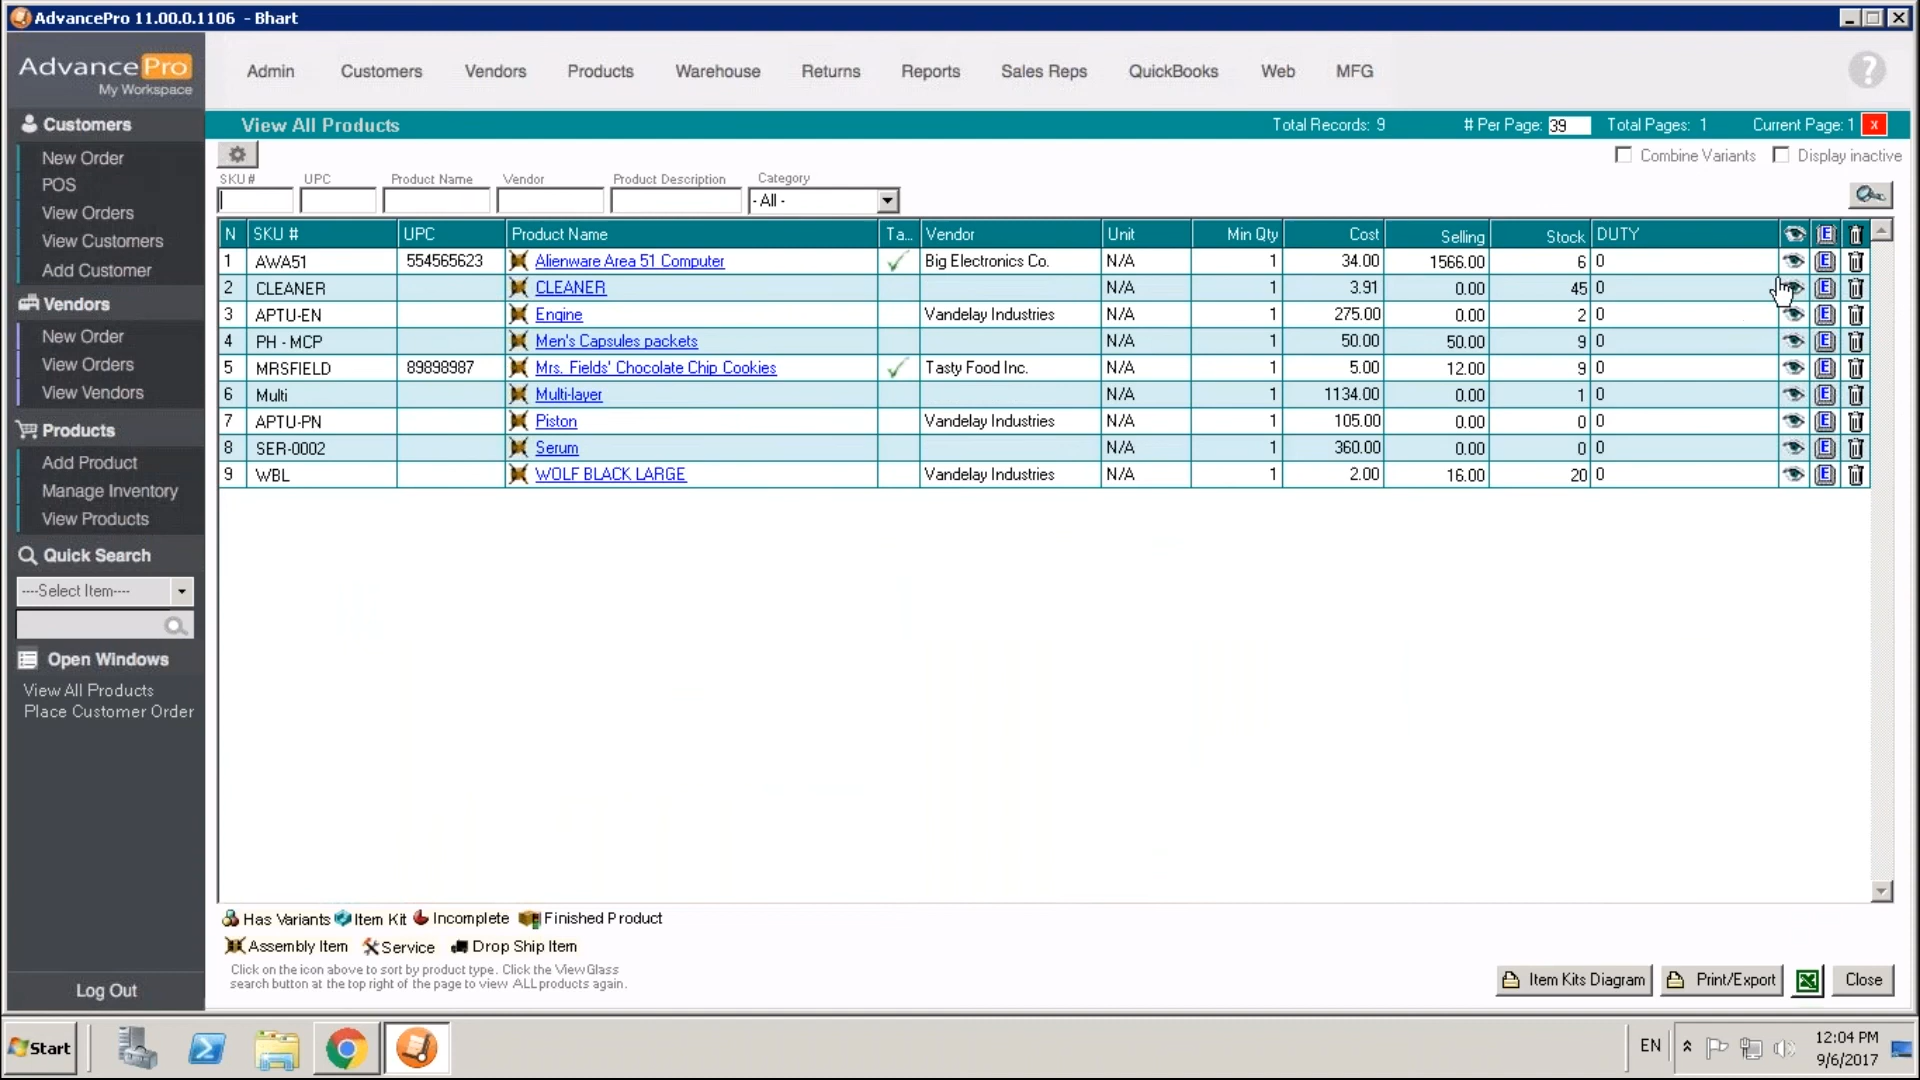 AdvancePro 11.00.0.1106 - Bhart
AdvancePro
My Workspace
Admin Customers Vendors Products Warehouse Returns Reports Sales Reps QuickBooks Web MFG
?
Customers
New Order
POS
View Orders
View Customers
Add Customer
Vendors
New Order
View Orders
View Vendors
Products
Add Product
Manage Inventory
View Products
Quick Search
----Select Item----
Open Windows
View All Products
Place Customer Order
Log Out
View All Products Total Records: 9 # Per Page: 39 Total Pages: 1 Current Page: 1 x
Combine Variants Display inactive
SKU# UPC Product Name Vendor Product Description Category
- All -
N SKU # UPC Product Name Ta... Vendor Unit Min Qty Cost Selling Stock DUTY E
1 AWA51 554565623 Alienware Area 51 Computer Big Electronics Co. N/A 1 34.00 1566.00 6 0 E
2 CLEANER CLEANER N/A 1 3.91 0.00 45 0 E
3 APTU-EN Engine Vandelay Industries N/A 1 275.00 0.00 2 0 E
4 PH - MCP Men's Capsules packets N/A 1 50.00 50.00 9 0 E
5 MRSFIELD 89898987 Mrs. Fields' Chocolate Chip Cookies Tasty Food Inc. N/A 1 5.00 12.00 9 0 E
6 Multi Multi-layer N/A 1 1134.00 0.00 1 0 E
7 APTU-PN Piston Vandelay Industries N/A 1 105.00 0.00 0 0 E
8 SER-0002 Serum N/A 1 360.00 0.00 0 0 E
9 WBL WOLF BLACK LARGE Vandelay Industries N/A 1 2.00 16.00 20 0 E
Has Variants Item Kit Incomplete Finished Product
Assembly Item Service Drop Ship Item
Click on the icon above to sort by product type. Click the ViewGlass
search button at the top right of the page to view ALL products again.
Item Kits Diagram Print/Export Close
Start
EN
12:04 PM
9/6/2017